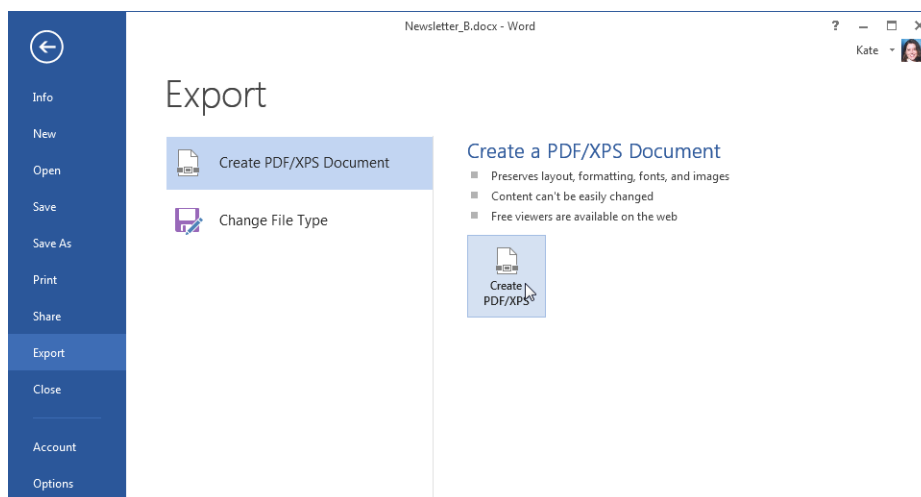 Newsletter_B.docx - Word
?
Kate
Info
New
Open
Save
Save As
Print
Share
Export
Close
Account
Options
Export
Create PDF/XPS Document
Change File Type
Create a PDF/XPS Document
Preserves layout, formatting, fonts, and images
Content can't be easily changed
Free viewers are available on the web
Create
PDF/XPS